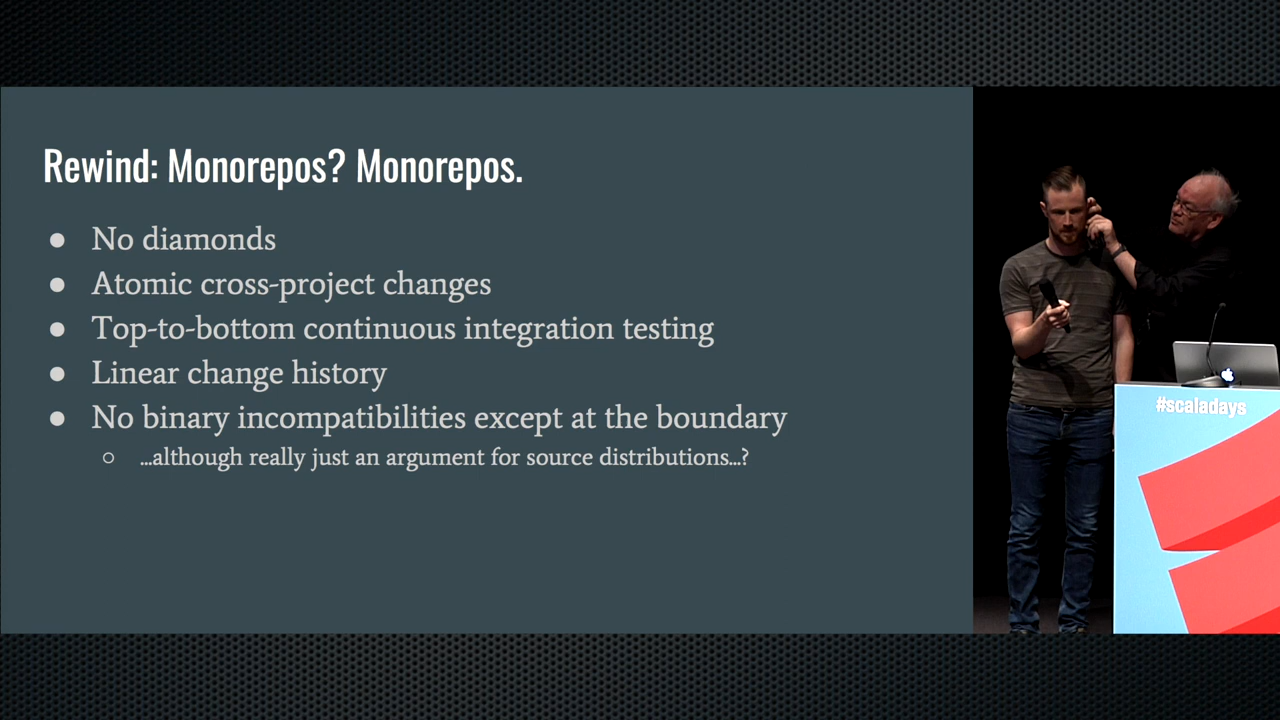 Rewind: Monorepos? Monorepos.
● No diamonds
● Atomic cross-project changes
● Top-to-bottom continuous integration testing
● Linear change history
● No binary incompatibilities except at the boundary
○ ...although really just an argument for source distributions...?
#scaladays